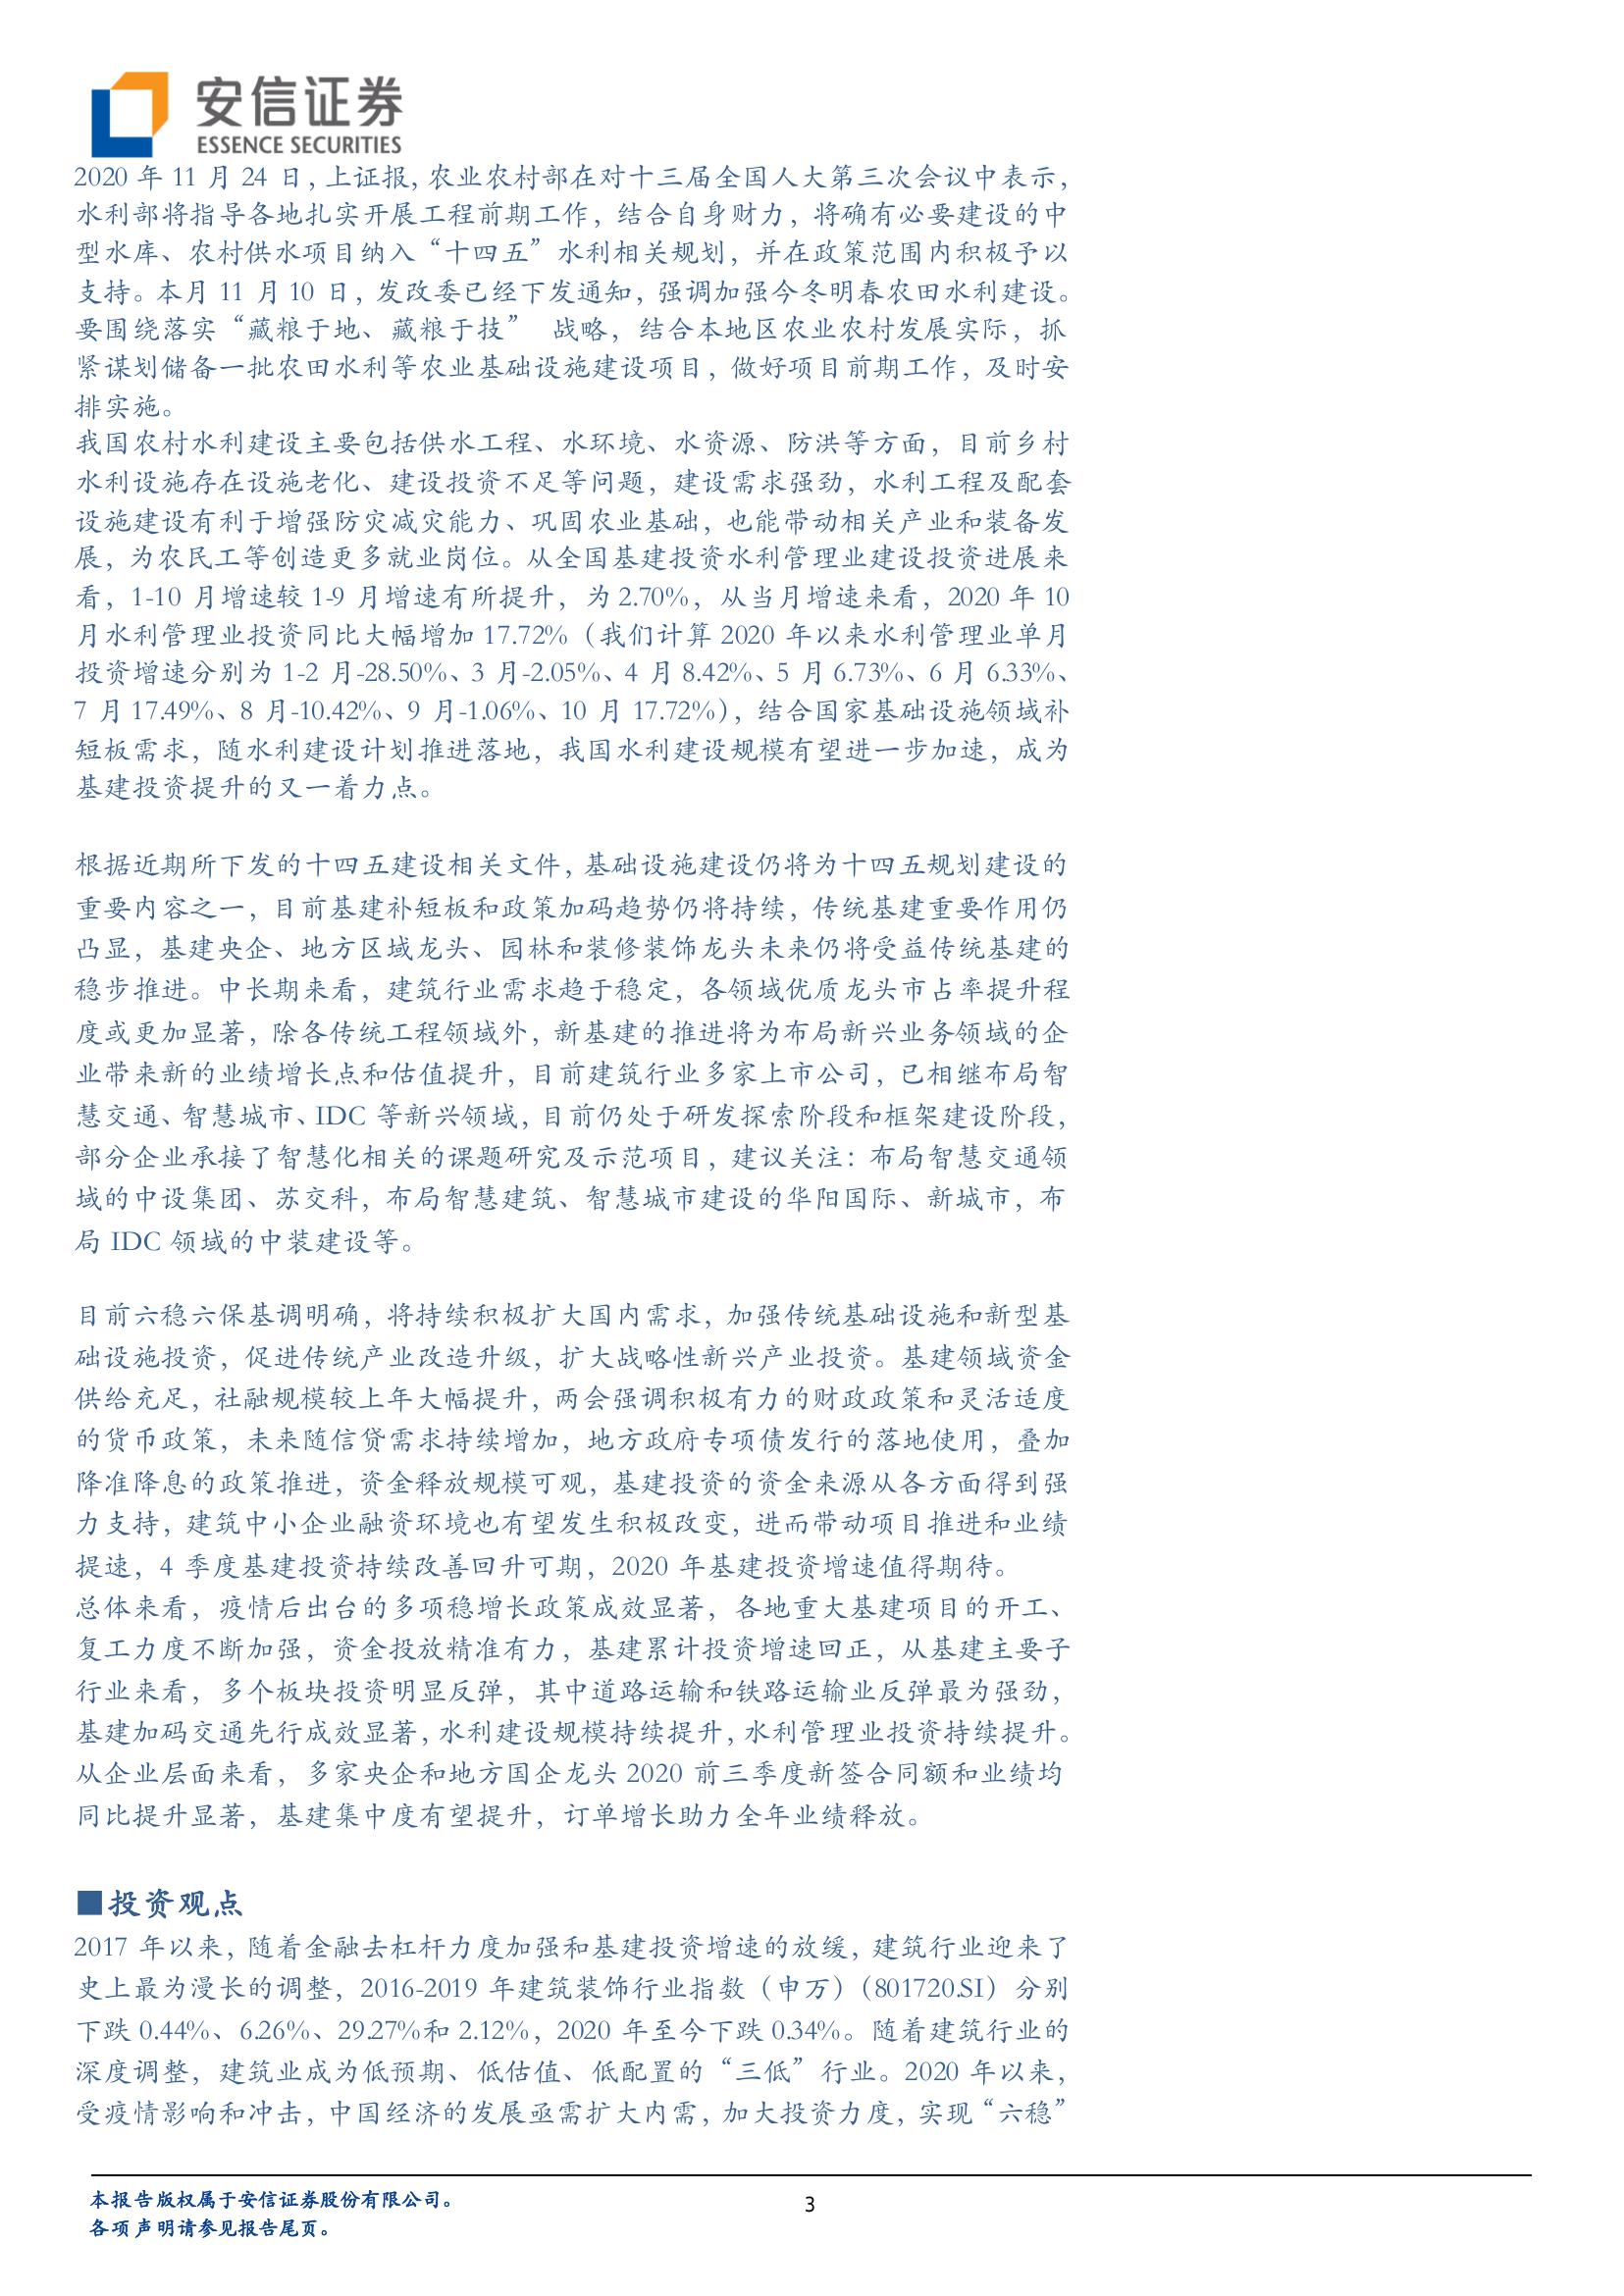 安信证券
ESSENCE SECURITIES
2020 年 11 月 24 日，上证报，农业农村部在对十三届全国人大第三次会议中表示，
水利部将指导各地扎实开展工程前期工作，结合自身财力，将确有必要建设的中
型水库、农村供水项目纳入“十四五”水利相关规划，并在政策范围内积极予以
支持。本月 11 月 10 日，发改委已经下发通知，强调加强今冬明春农田水利建设。
要围绕落实“藏粮于地、藏粮于技” 战略，结合本地区农业农村发展实际，抓
紧谋划储备一批农田水利等农业基础设施建设项目，做好项目前期工作，及时安
排实施。
我国农村水利建设主要包括供水工程、水环境、水资源、防洪等方面，目前乡村
水利设施存在设施老化、建设投资不足等问题，建设需求强劲，水利工程及配套
设施建设有利于增强防灾减灾能力、巩固农业基础，也能带动相关产业和装备发
展，为农民工等创造更多就业岗位。从全国基建投资水利管理业建设投资进展来
看，1-10 月增速较 1-9 月增速有所提升，为 2.70%，从当月增速来看，2020 年 10
月水利管理业投资同比大幅增加 17.72%（我们计算 2020 年以来水利管理业单月
投资增速分别为 1-2 月-28.50%、3 月-2.05%、4 月 8.42%、5 月 6.73%、6 月 6.33%、
7 月 17.49%、8 月-10.42%、9 月-1.06%、10 月 17.72%），结合国家基础设施领域补
短板需求，随水利建设计划推进落地，我国水利建设规模有望进一步加速，成为
基建投资提升的又一着力点。
根据近期所下发的十四五建设相关文件，基础设施建设仍将为十四五规划建设的
重要内容之一，目前基建补短板和政策加码趋势仍将持续，传统基建重要作用仍
凸显，基建央企、地方区域龙头、园林和装修装饰龙头未来仍将受益传统基建的
稳步推进。中长期来看，建筑行业需求趋于稳定，各领域优质龙头市占率提升程
度或更加显著，除各传统工程领域外，新基建的推进将为布局新兴业务领域的企
业带来新的业绩增长点和估值提升，目前建筑行业多家上市公司，已相继布局智
慧交通、智慧城市、IDC 等新兴领域，目前仍处于研发探索阶段和框架建设阶段，
部分企业承接了智慧化相关的课题研究及示范项目，建议关注：布局智慧交通领
域的中设集团、苏交科，布局智慧建筑、智慧城市建设的华阳国际、新城市，布
局 IDC 领域的中装建设等。
目前六稳六保基调明确，将持续积极扩大国内需求，加强传统基础设施和新型基
础设施投资，促进传统产业改造升级，扩大战略性新兴产业投资。基建领域资金
供给充足，社融规模较上年大幅提升，两会强调积极有力的财政政策和灵活适度
的货币政策，未来随信贷需求持续增加，地方政府专项债发行的落地使用，叠加
降准降息的政策推进，资金释放规模可观，基建投资的资金来源从各方面得到强
力支持，建筑中小企业融资环境也有望发生积极改变，进而带动项目推进和业绩
提速，4 季度基建投资持续改善回升可期，2020 年基建投资增速值得期待。
总体来看，疫情后出台的多项稳增长政策成效显著，各地重大基建项目的开工、
复工力度不断加强，资金投放精准有力，基建累计投资增速回正，从基建主要子
行业来看，多个板块投资明显反弹，其中道路运输和铁路运输业反弹最为强劲，
基建加码交通先行成效显著，水利建设规模持续提升，水利管理业投资持续提升。
从企业层面来看，多家央企和地方国企龙头 2020 前三季度新签合同额和业绩均
同比提升显著，基建集中度有望提升，订单增长助力全年业绩释放。
■投资观点
2017 年以来，随着金融去杠杆力度加强和基建投资增速的放缓，建筑行业迎来了
史上最为漫长的调整，2016-2019 年建筑装饰行业指数（申万）（801720.SI）分别
下跌 0.44%、6.26%、29.27%和 2.12%，2020 年至今下跌 0.34%。随着建筑行业的
深度调整，建筑业成为低预期、低估值、低配置的“三低”行业。2020 年以来，
受疫情影响和冲击，中国经济的发展亟需扩大内需，加大投资力度，实现“六稳”
本报告版权属于安信证券股份有限公司。
3
各项声明请参见报告尾页。